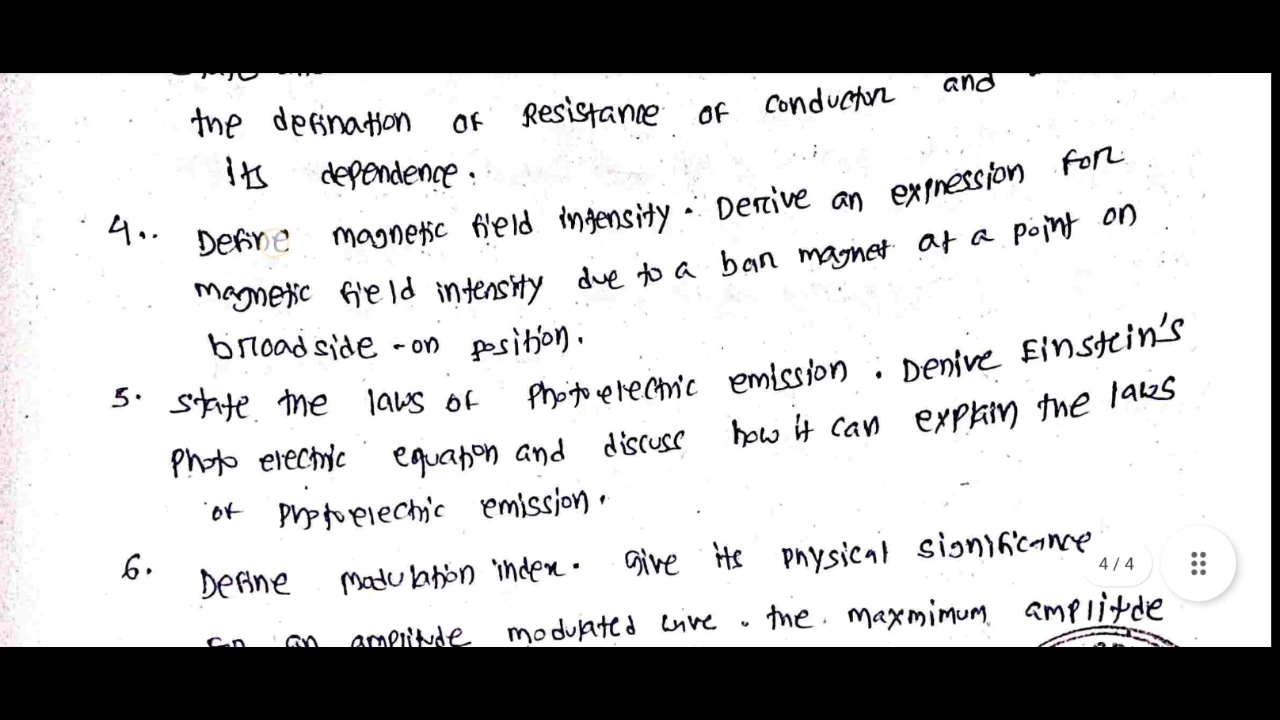 the defination of Resistance of conductor and
its dependence.
4.. Define magnetic field intensity. Derive an expression for
magnetic field intensity due to a bar magnet at a point on
broadside-on position.
5. State the laws of Photoelectric emission. Derive Einstein's
Photo electric equation and discuss how it can explain the laws
of photoelectric emission.
6. Define modulation index. Give its physical significance
4 / 4
an amplitude modulated wave. the maxmimum amplitde